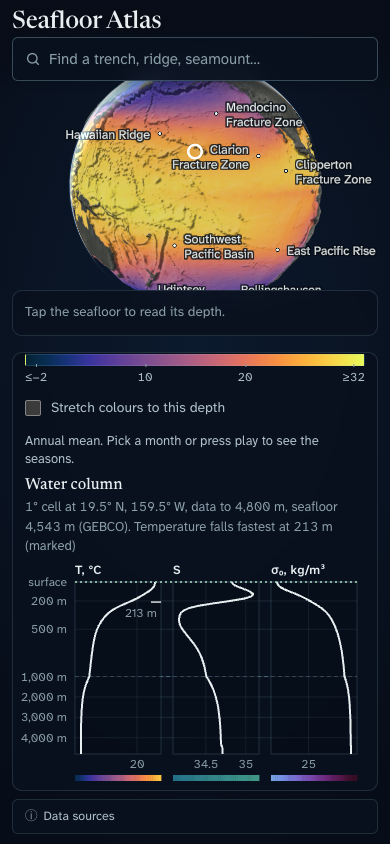 Seafloor Atlas
Find a trench, ridge, seamount...
Mendocino
Fracture Zone
Hawaiian Ridge
Clarion
Fracture Zone
Clipperton
Fracture Zone
Southwest
Pacific Basin
East Pacific Rise
Udintsev
Bellingshausen
Tap the seafloor to read its depth.
≤−2 10 20 ≥32
Stretch colours to this depth
Annual mean. Pick a month or press play to see the
seasons.
Water column
1° cell at 19.5° N, 159.5° W, data to 4,800 m, seafloor
4,543 m (GEBCO). Temperature falls fastest at 213 m
(marked)
T, °C S σ₀, kg/m³
surface
200 m
213 m
500 m
1,000 m
2,000 m
3,000 m
4,000 m
20 34.5 35 25
Data sources